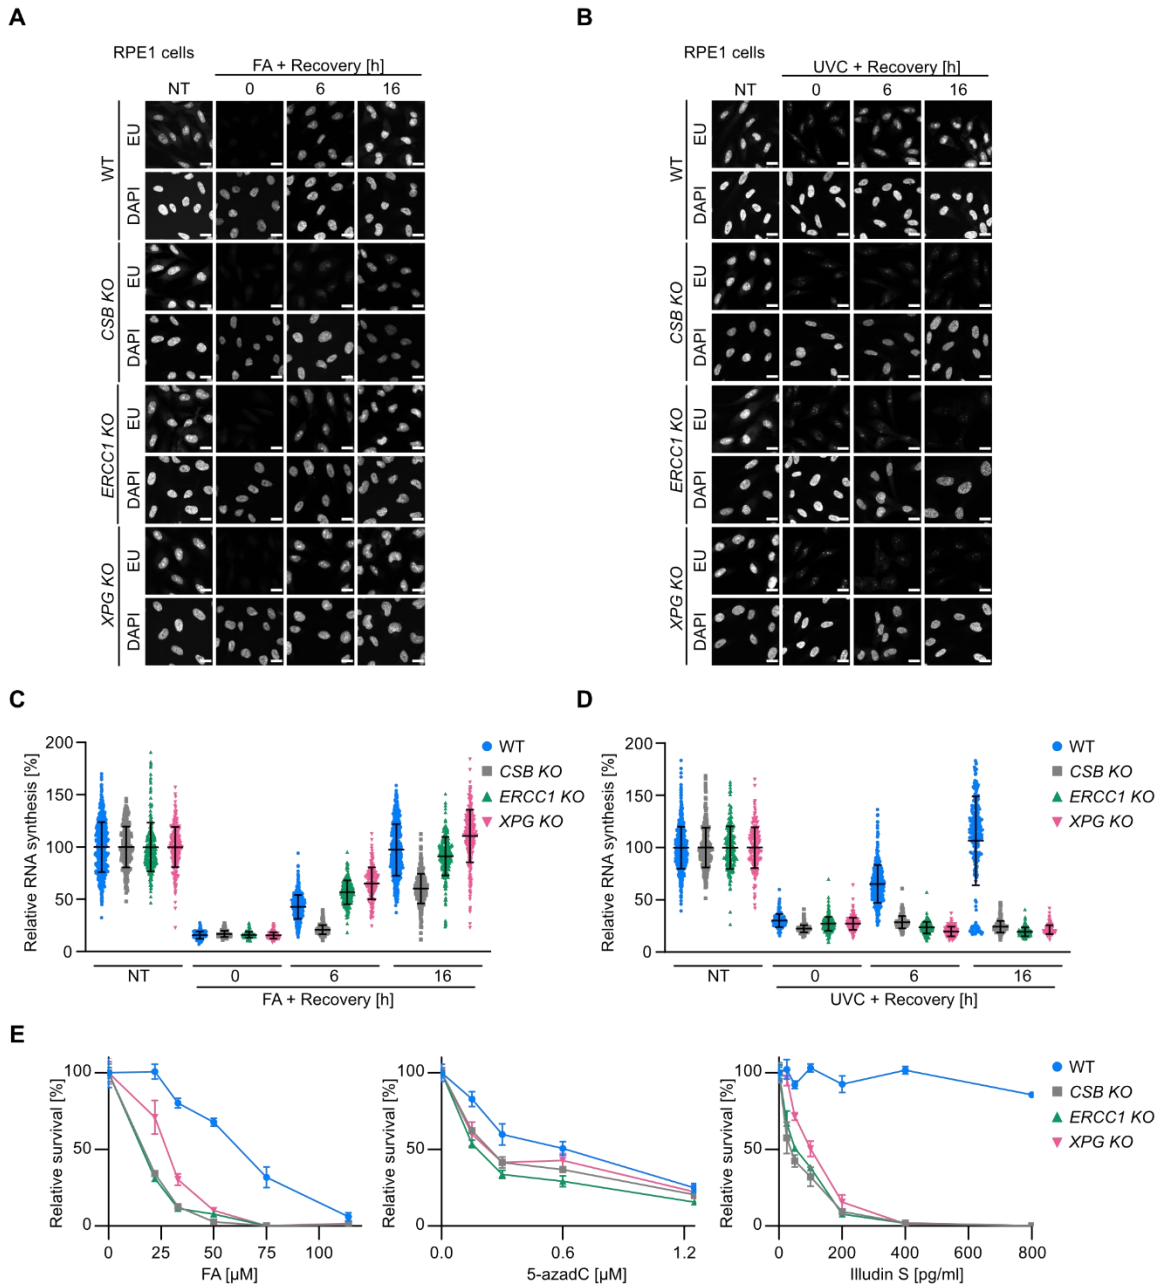 A
RPE1 cells
FA + Recovery [h]
NT 0 6 16
WT
EU
DAPI
CSB KO
EU
DAPI
ERCC1 KO
EU
DAPI
XPG KO
EU
DAPI
B
RPE1 cells
UVC + Recovery [h]
NT 0 6 16
WT
EU
DAPI
CSB KO
EU
DAPI
ERCC1 KO
EU
DAPI
XPG KO
EU
DAPI
C
Relative RNA synthesis [%]
200
150
100
50
0
NT 0 6 16
FA + Recovery [h]
WT
CSB KO
ERCC1 KO
XPG KO
D
Relative RNA synthesis [%]
200
150
100
50
0
NT 0 6 16
UVC + Recovery [h]
WT
CSB KO
ERCC1 KO
XPG KO
E
Relative survival [%]
100
50
0
0 25 50 75 100
FA [µM]
Relative survival [%]
100
50
0
0.0 0.6 1.2
5-azadC [µM]
Relative survival [%]
100
50
0
0 200 400 600 800
Illudin S [pg/ml]
WT
CSB KO
ERCC1 KO
XPG KO